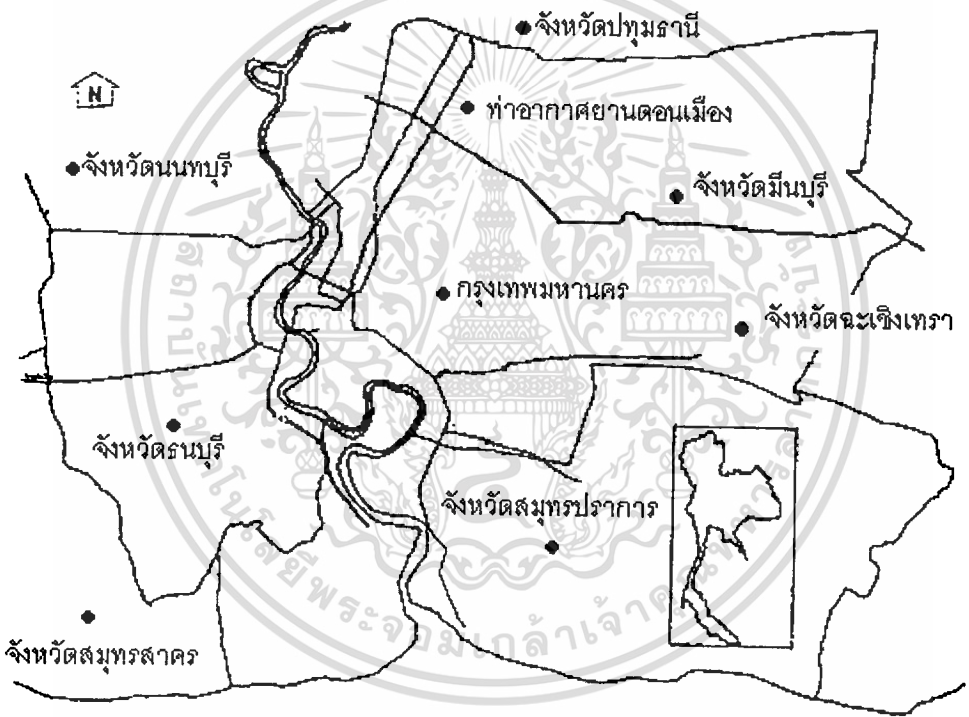 จังหวัดปทุมธานี
N
ท่าอากาศยานดอนเมือง
จังหวัดนนทบุรี
จังหวัดมีนบุรี
กรุงเทพมหานคร
จังหวัดฉะเชิงเทรา
จังหวัดธนบุรี
จังหวัดสมุทรปราการ
จังหวัดสมุทรสาคร